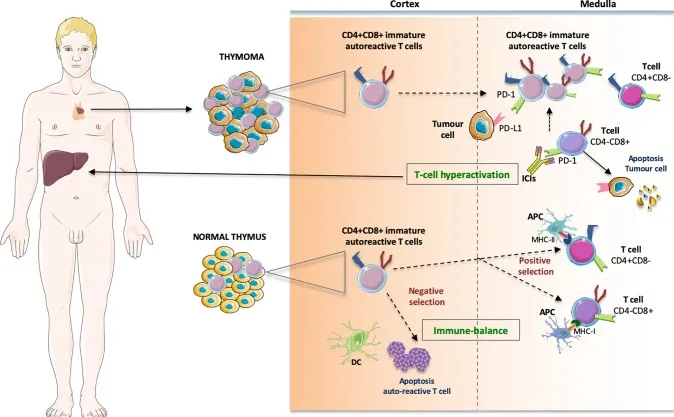 Cortex
Medulla
THYMOMA
CD4+CD8+ immature
autoreactive T cells
CD4+CD8+ immature
autoreactive T cells
Tcell
CD4+CD8-
PD-1
Tumour
cell
PD-L1
Tcell
CD4-CD8+
PD-1
ICIs
Apoptosis
Tumour cell
T-cell hyperactivation
NORMAL THYMUS
CD4+CD8+ immature
autoreactive T cells
APC
MHC-II
T cell
CD4+CD8-
Positive
selection
Negative
selection
T cell
CD4-CD8+
APC
MHC-I
Immune-balance
DC
Apoptosis
auto-reactive T cell